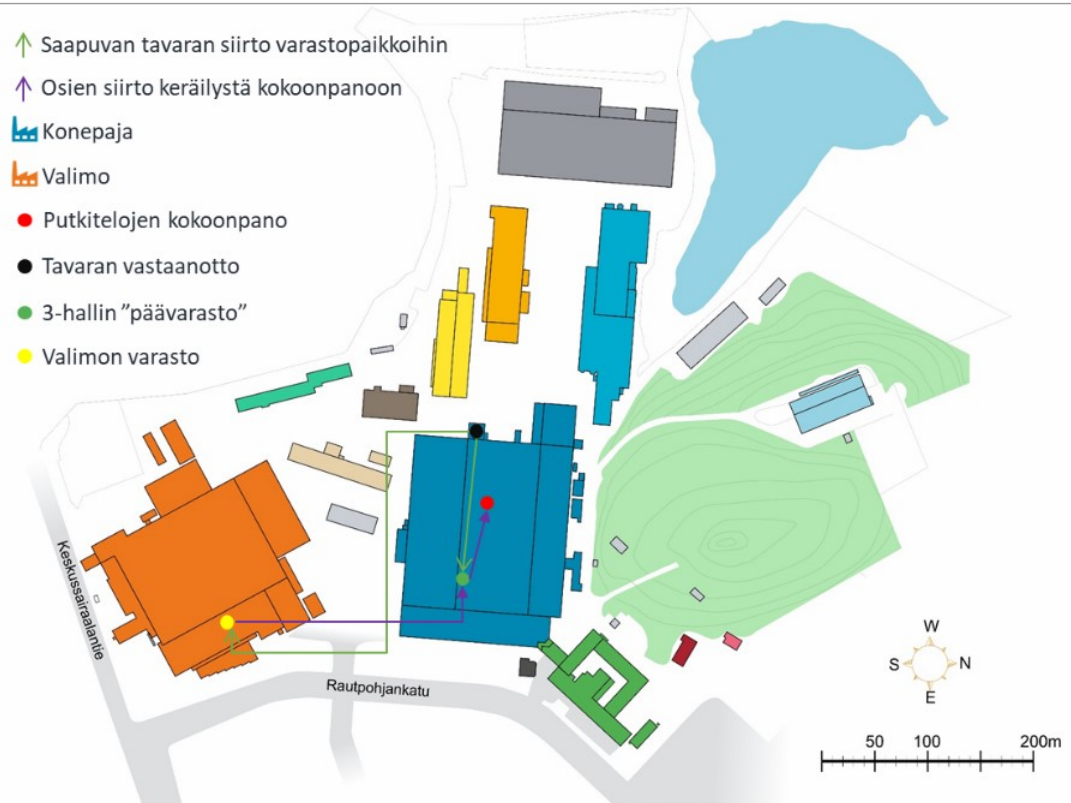 Saapuvan tavaran siirto varastopaikkoihin
Osien siirto keräilystä kokoonpanoon
Konepaja
Valimo
Putkitelojen kokoonpano
Tavaran vastaanotto
3-hallin ”päävarasto”
Valimon varasto
Keskussairaalantie
Rautpohjankatu
W
S N
E
50 100 200m